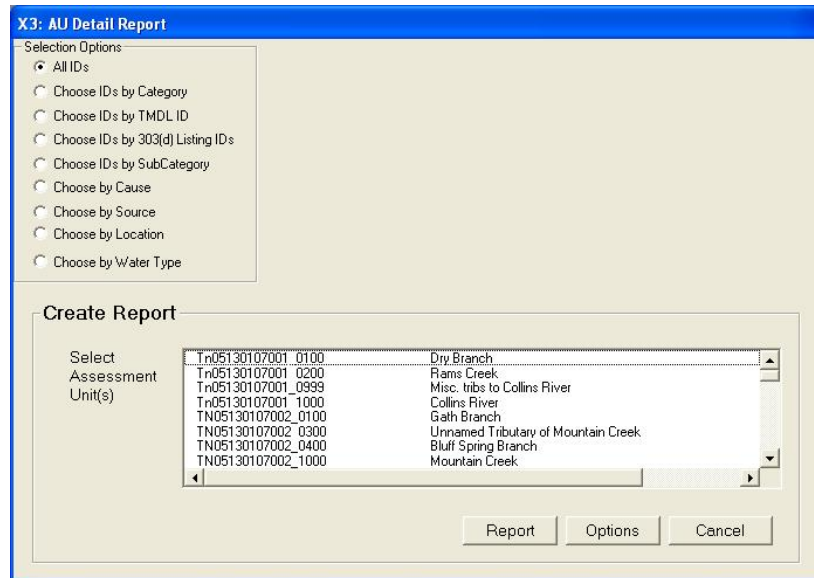 X3: AU Detail Report
Selection Options
All IDs
Choose IDs by Category
Choose IDs by TMDL ID
Choose IDs by 303(d) Listing IDs
Choose IDs by SubCategory
Choose by Cause
Choose by Source
Choose by Location
Choose by Water Type
Create Report
Select
Assessment
Unit(s)
Tn05130107001_0100 Dry Branch
Tn05130107001_0200 Rams Creek
Tn05130107001_0999 Misc. tribs to Collins River
Tn05130107001_1000 Collins River
TN05130107002_0100 Gath Branch
TN05130107002_0300 Unnamed Tributary of Mountain Creek
TN05130107002_0400 Bluff Spring Branch
TN05130107002_1000 Mountain Creek
Report Options Cancel